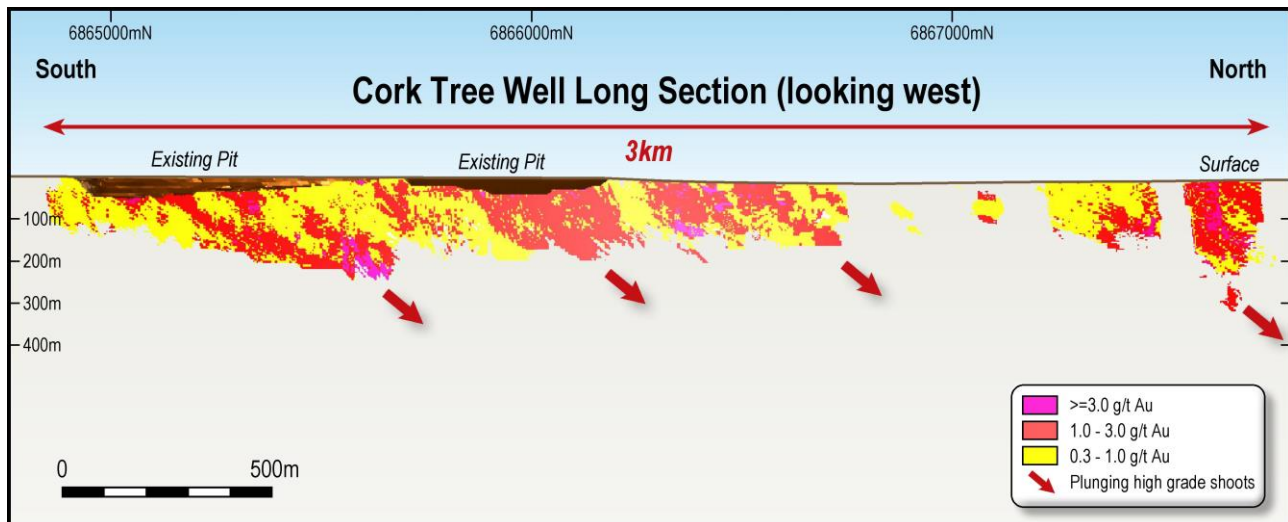 6865000mN 6866000mN 6867000mN
South North
Cork Tree Well Long Section (looking west)
3km
Existing Pit Existing Pit Surface
100m
200m
300m
400m
0 500m
>=3.0 g/t Au
1.0 - 3.0 g/t Au
0.3 - 1.0 g/t Au
Plunging high grade shoots